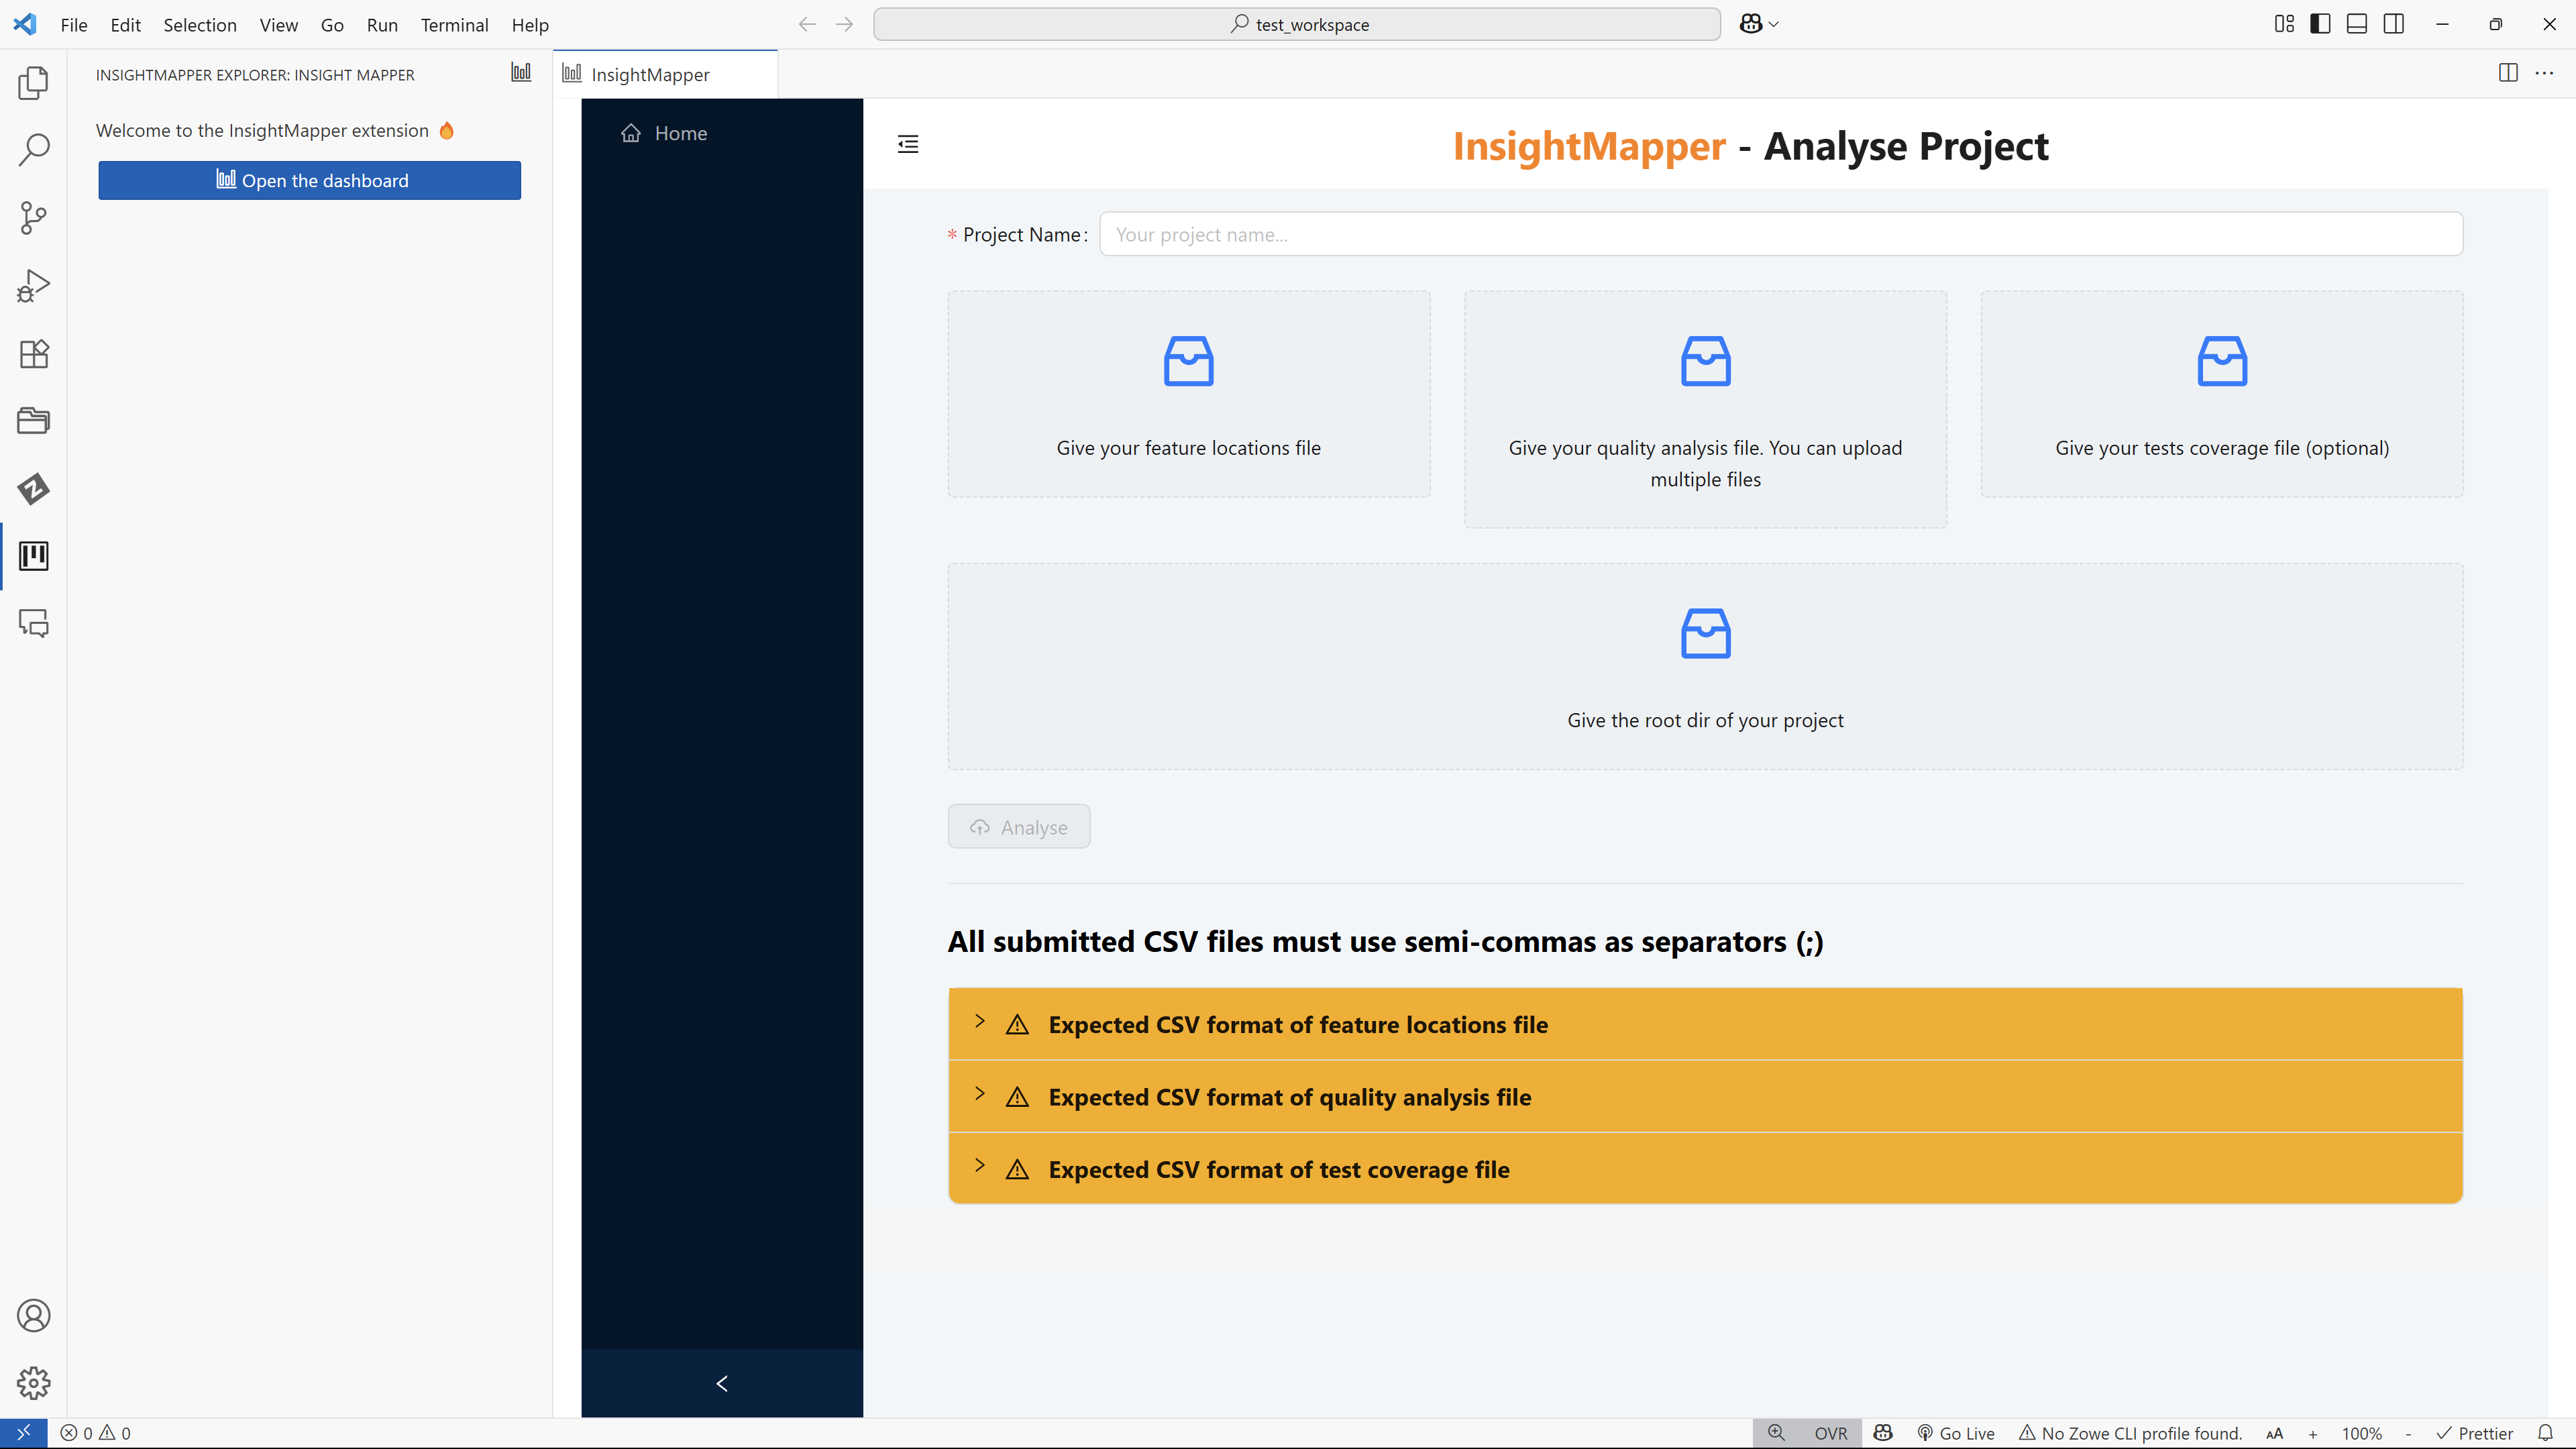 File Edit Selection View Go Run Terminal Help
test_workspace
INSIGHTMAPPER EXPLORER: INSIGHT MAPPER
Welcome to the InsightMapper extension 🔥
Open the dashboard
InsightMapper
Home
InsightMapper - Analyse Project
* Project Name:
Your project name...
Give your feature locations file
Give your quality analysis file. You can upload
multiple files
Give your tests coverage file (optional)
Give the root dir of your project
Analyse
All submitted CSV files must use semi-commas as separators (;)
Expected CSV format of feature locations file
Expected CSV format of quality analysis file
Expected CSV format of test coverage file
0 0
OVR
Go Live
No Zowe CLI profile found.
AA
+
100%
-
Prettier